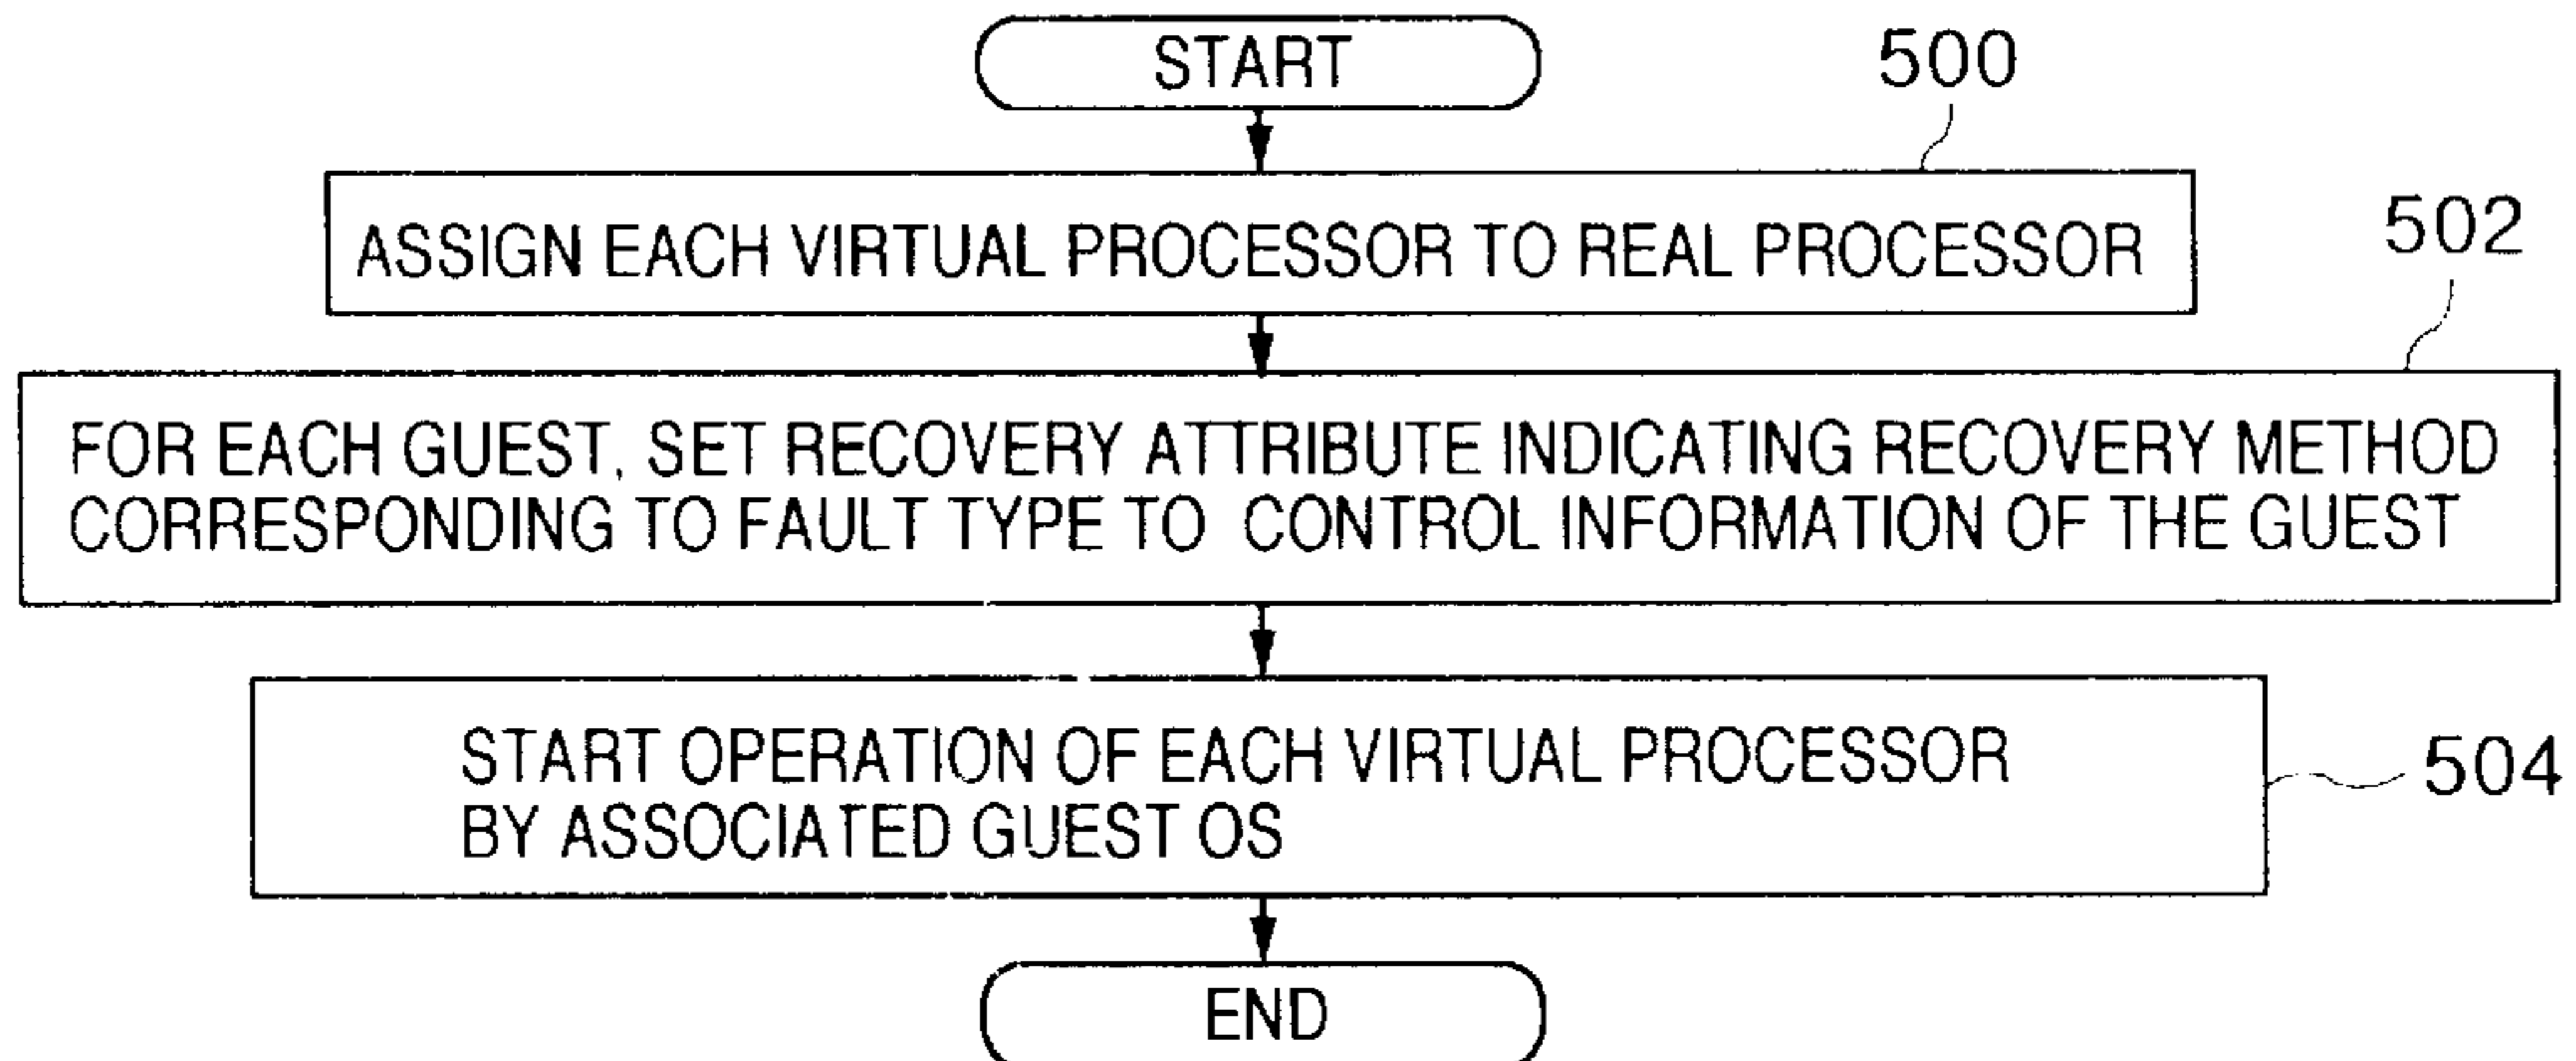 START
500
ASSIGN EACH VIRTUAL PROCESSOR TO REAL PROCESSOR
502
FOR EACH GUEST, SET RECOVERY ATTRIBUTE INDICATING RECOVERY METHOD
CORRESPONDING TO FAULT TYPE TO CONTROL INFORMATION OF THE GUEST
START OPERATION OF EACH VIRTUAL PROCESSOR
BY ASSOCIATED GUEST OS
504
END